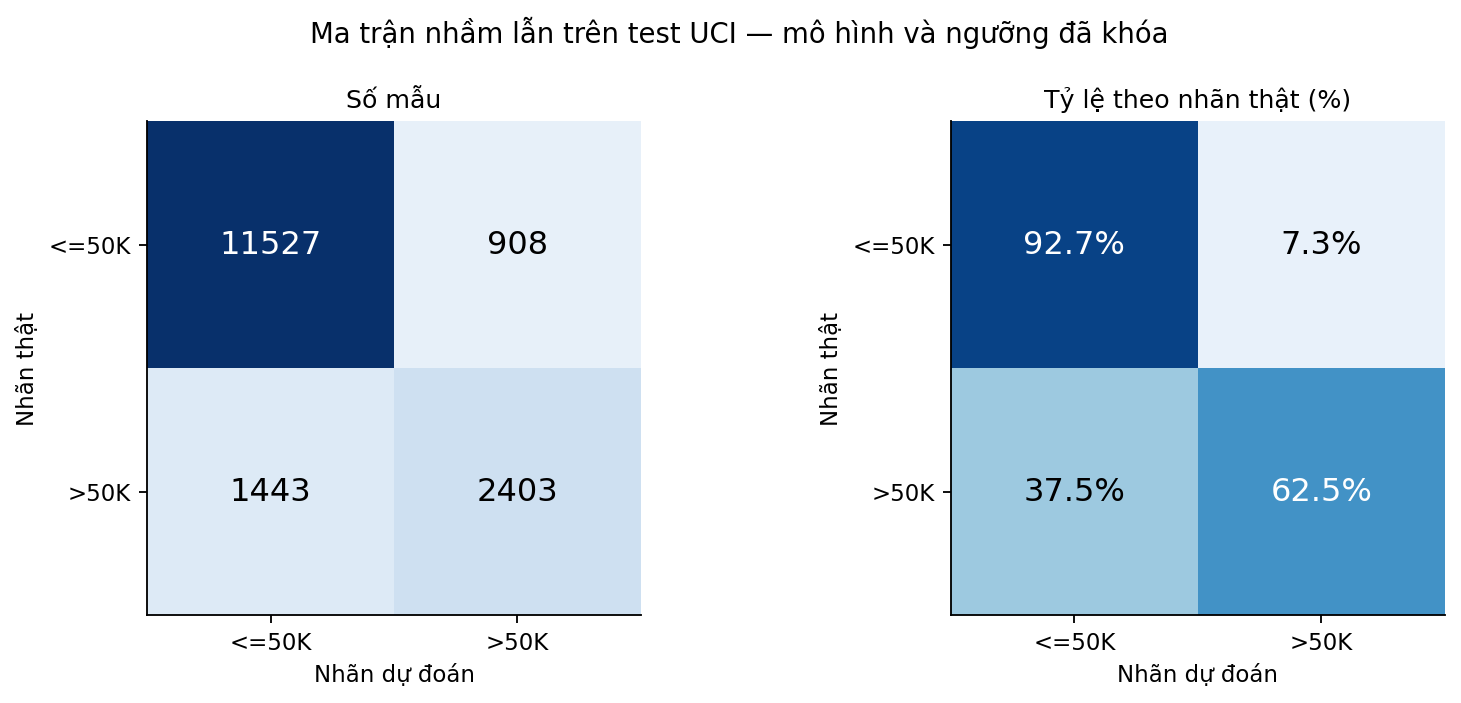 Ma trận nhầm lẫn trên test UCI — mô hình và ngưỡng đã khóa
Số mẫu
Nhãn thật
<=50K
>50K
11527
908
1443
2403
<=50K
>50K
Nhãn dự đoán
Tỷ lệ theo nhãn thật (%)
Nhãn thật
<=50K
>50K
92.7%
7.3%
37.5%
62.5%
<=50K
>50K
Nhãn dự đoán